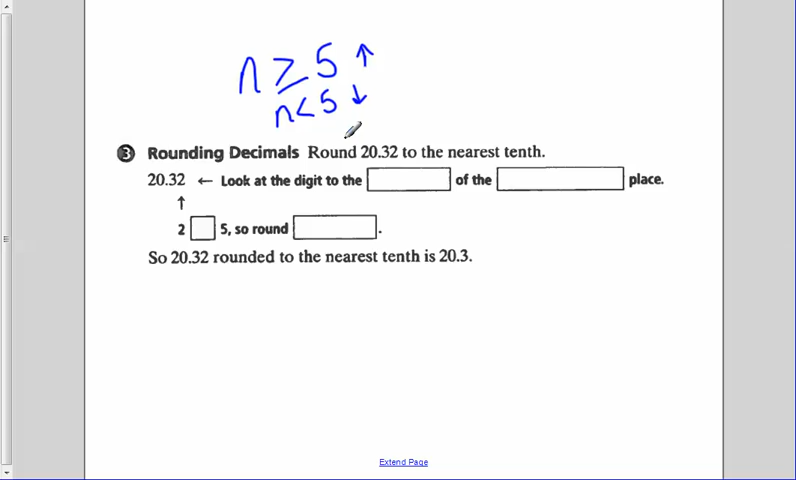 n ≥ 5 ↑
n < 5 ↓
3 Rounding Decimals Round 20.32 to the nearest tenth.
20.32 ← Look at the digit to the of the place.
↑
2 5, so round .
So 20.32 rounded to the nearest tenth is 20.3.
Extend Page